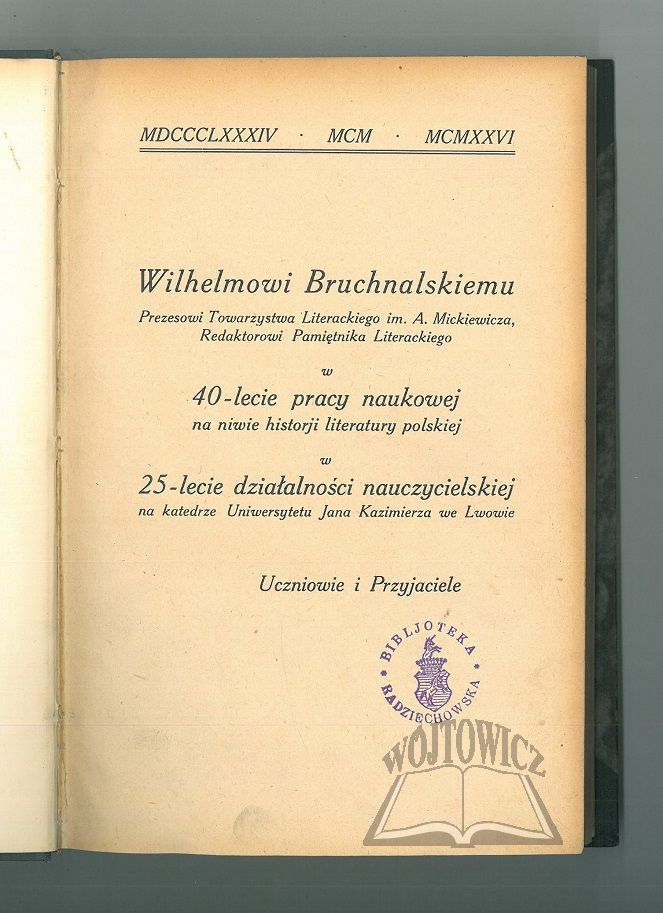 MDCCCLXXXIV · MCM · MCMXXVI
Wilhelmowi Bruchnalskiemu
Prezesowi Towarzystwa Literackiego im. A. Mickiewicza,
Redaktorowi Pamiętnika Literackiego
w
40-lecie pracy naukowej
na niwie historji literatury polskiej
w
25-lecie działalności nauczycielskiej
na katedrze Uniwersytetu Jana Kazimierza we Lwowie
Uczniowie i Przyjaciele
* BIBLJOTEKA *
RADZIECHOWSKA
WÓJTOWICZ